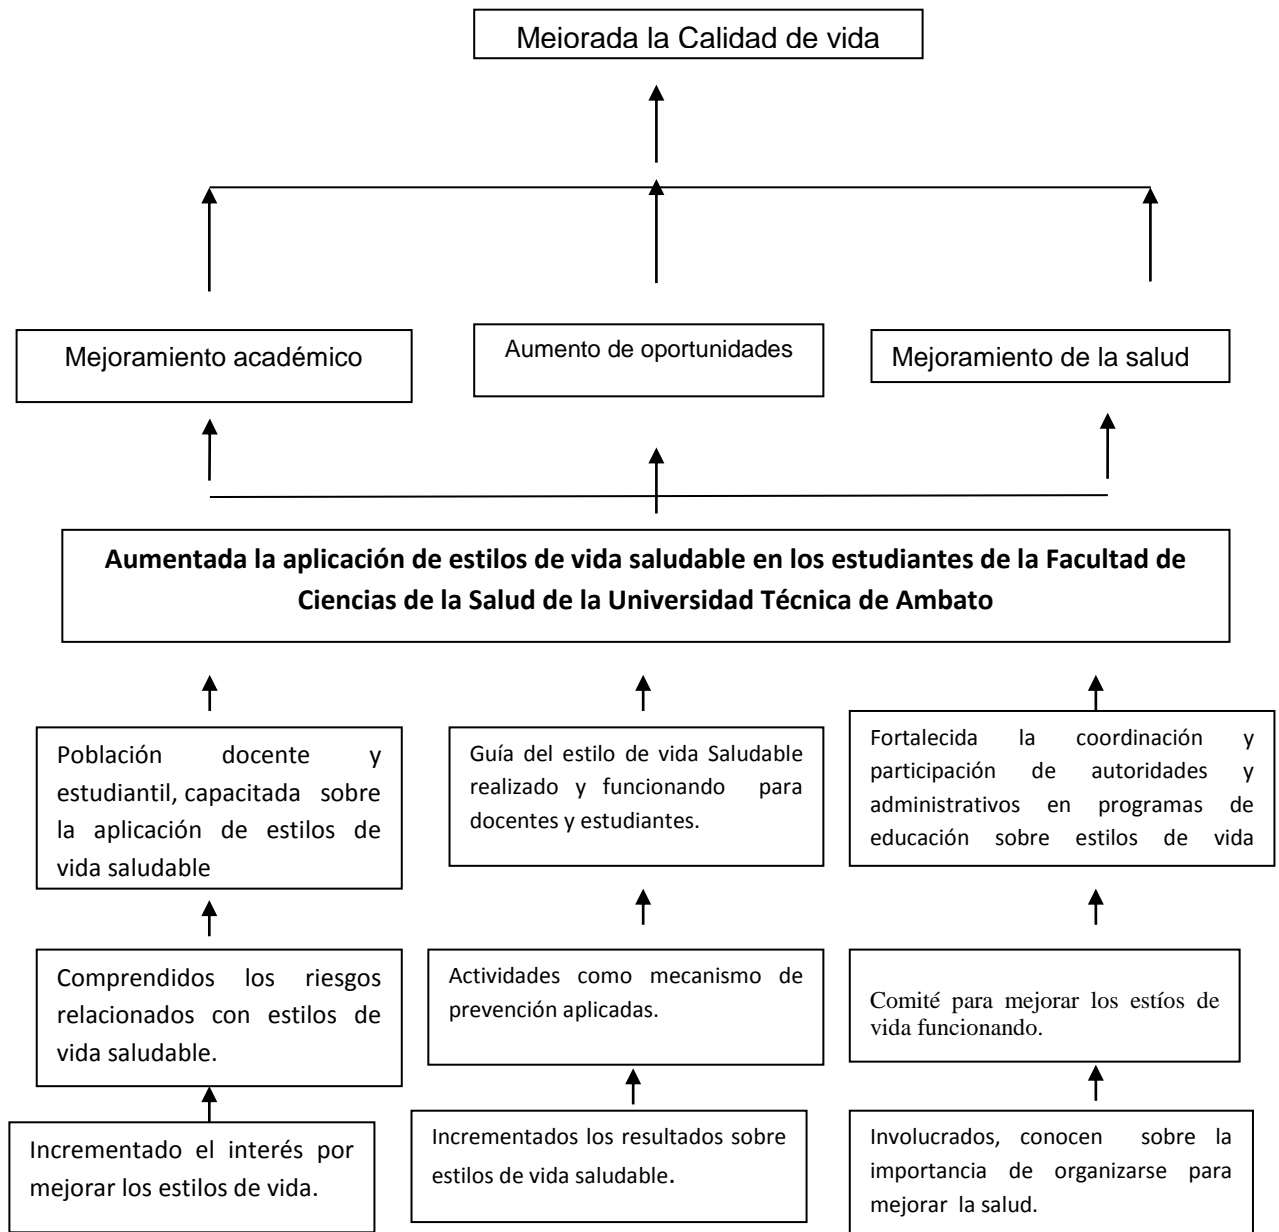 Meiorada la Calidad de vida
Mejoramiento académico
Aumento de oportunidades
Mejoramiento de la salud
Aumentada la aplicación de estilos de vida saludable en los estudiantes de la Facultad de
Ciencias de la Salud de la Universidad Técnica de Ambato
Población docente y
estudiantil, capacitada sobre
la aplicación de estilos de
vida saludable
Guía del estilo de vida Saludable
realizado y funcionando para
docentes y estudiantes.
Fortalecida la coordinación y
participación de autoridades y
administrativos en programas de
educación sobre estilos de vida
Comprendidos los riesgos
relacionados con estilos de
vida saludable.
Actividades como mecanismo de
prevención aplicadas.
Comité para mejorar los estíos de
vida funcionando.
Incrementado el interés por
mejorar los estilos de vida.
Incrementados los resultados sobre
estilos de vida saludable.
Involucrados, conocen sobre la
importancia de organizarse para
mejorar la salud.